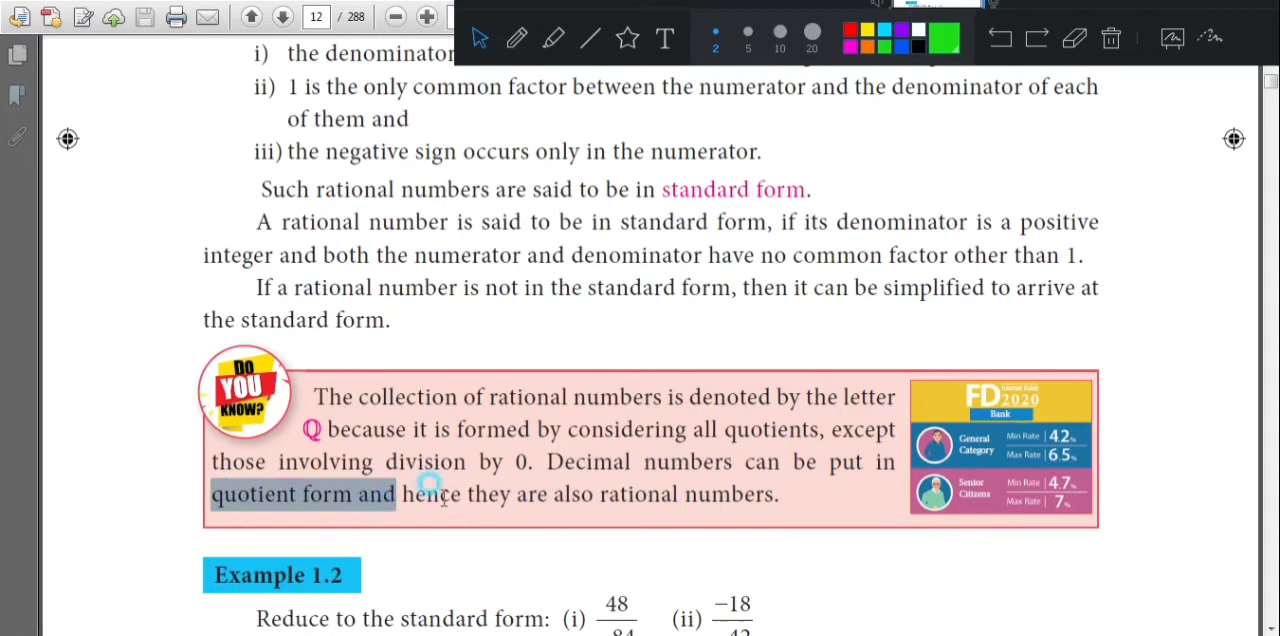 12 / 288
T
2 5 10 20
i) the denominator
ii) 1 is the only common factor between the numerator and the denominator of each
of them and
iii) the negative sign occurs only in the numerator.
Such rational numbers are said to be in standard form.
A rational number is said to be in standard form, if its denominator is a positive
integer and both the numerator and denominator have no common factor other than 1.
If a rational number is not in the standard form, then it can be simplified to arrive at
the standard form.
DO
YOU
KNOW?
The collection of rational numbers is denoted by the letter
ℚ because it is formed by considering all quotients, except
those involving division by 0. Decimal numbers can be put in
quotient form and hence they are also rational numbers.
FD Interest Rates
2020
Bank
General
Category
Min Rate | 4.2%
Max Rate | 6.5%
Senior
Citizens
Min Rate | 4.7%
Max Rate | 7%
Example 1.2
Reduce to the standard form: (i) 48 (ii) −18